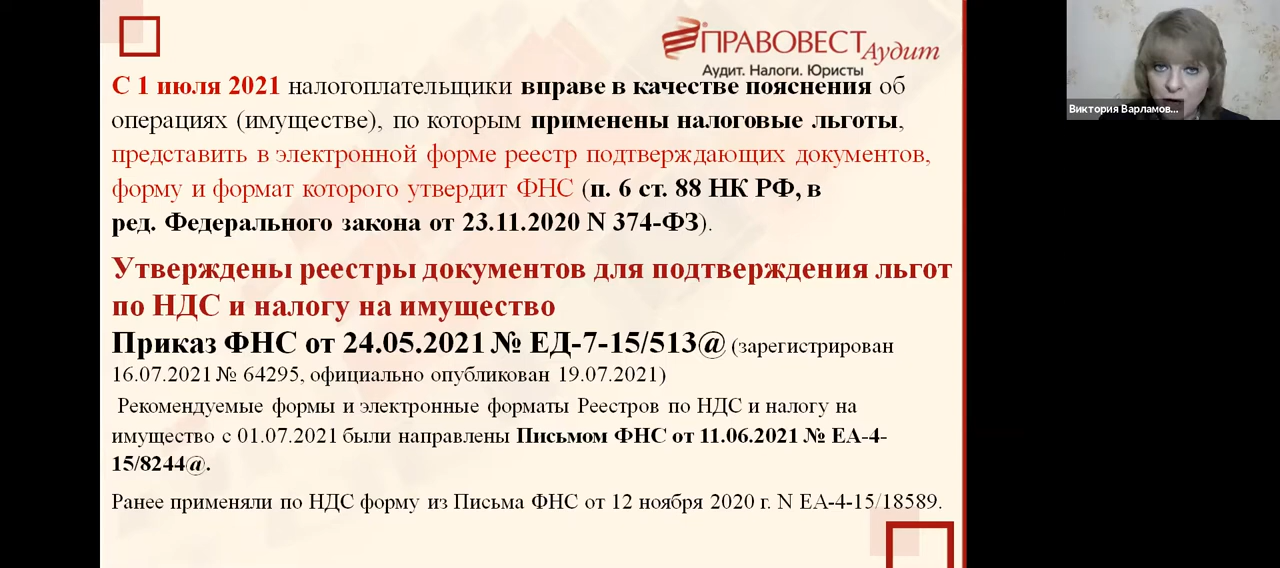 ПРАВОВЕСТ Аудит
Аудит. Налоги. Юристы
С 1 июля 2021 налогоплательщики вправе в качестве пояснения об
операциях (имуществе), по которым применены налоговые льготы,
представить в электронной форме реестр подтверждающих документов,
форму и формат которого утвердит ФНС (п. 6 ст. 88 НК РФ, в
ред. Федерального закона от 23.11.2020 N 374-ФЗ).
Утверждены реестры документов для подтверждения льгот
по НДС и налогу на имущество
Приказ ФНС от 24.05.2021 № ЕД-7-15/513@ (зарегистрирован
16.07.2021 № 64295, официально опубликован 19.07.2021)
Рекомендуемые формы и электронные форматы Реестров по НДС и налогу на
имущество с 01.07.2021 были направлены Письмом ФНС от 11.06.2021 № ЕА-4-
15/8244@.
Ранее применяли по НДС форму из Письма ФНС от 12 ноября 2020 г. N ЕА-4-15/18589.
Виктория Варламов...